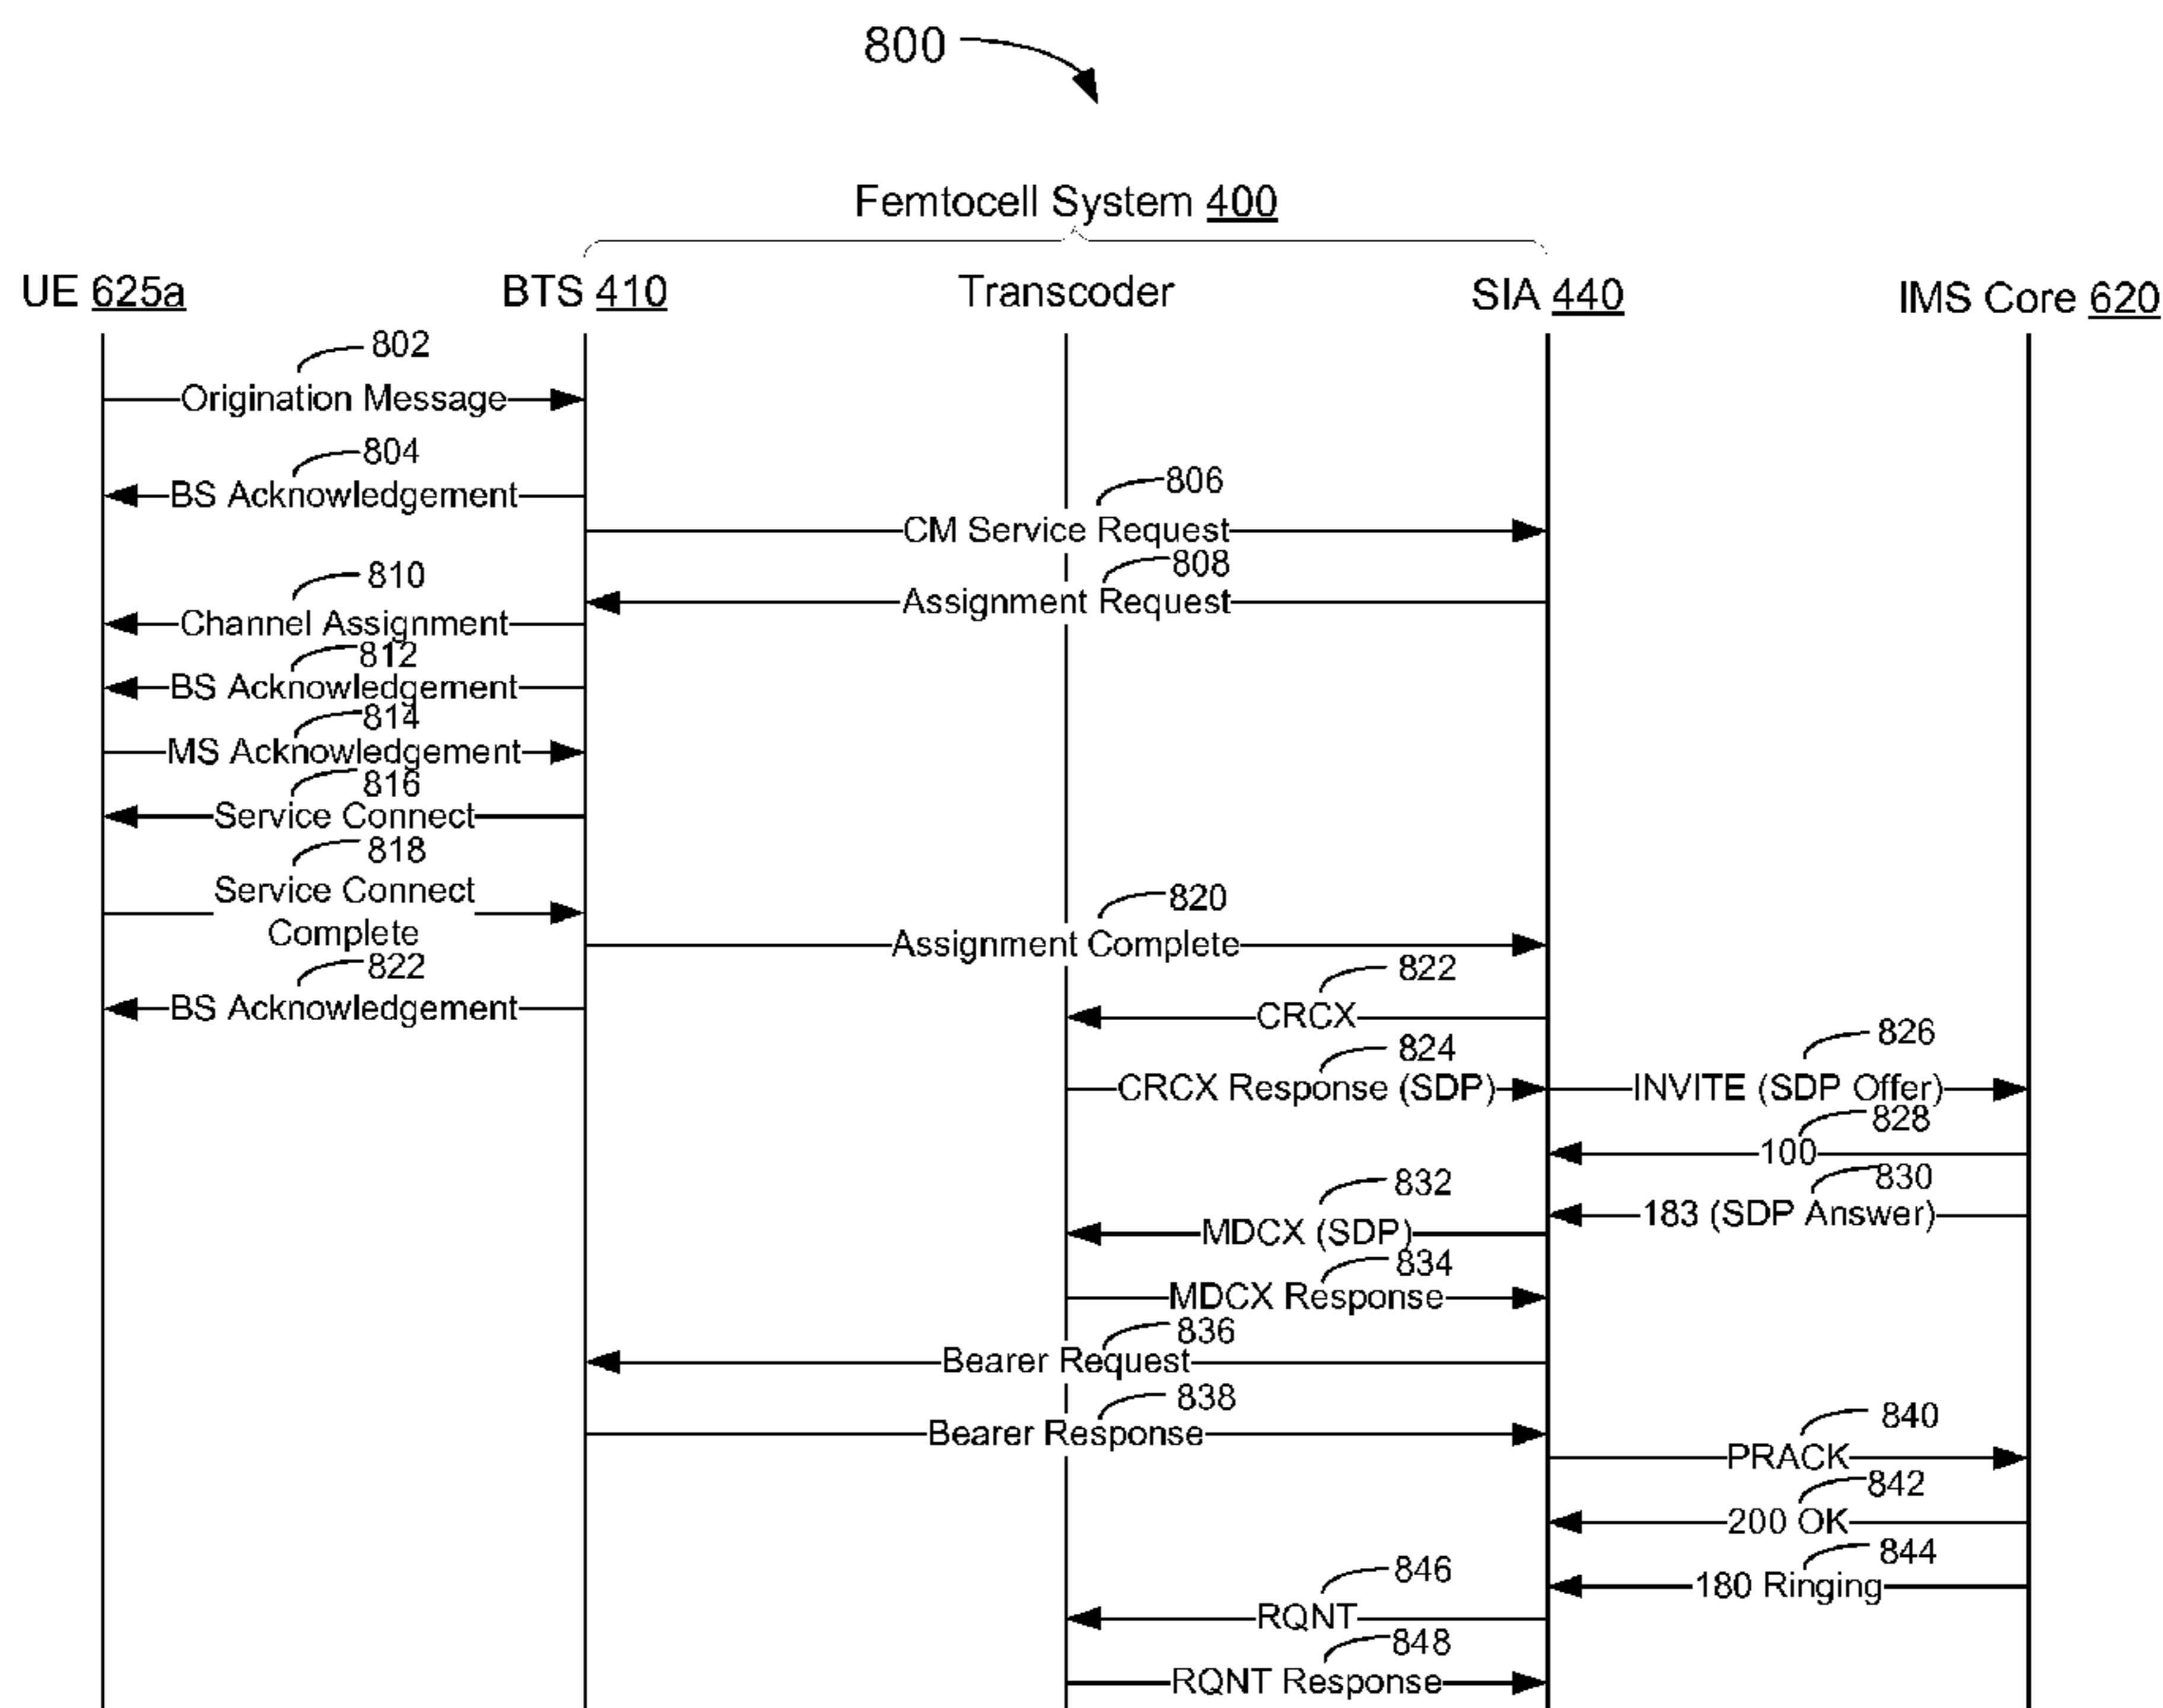 800
Femtocell System 400
UE 625a
BTS 410
Transcoder
SIA 440
IMS Core 620
802
Origination Message
804
BS Acknowledgement
806
CM Service Request
808
Assignment Request
810
Channel Assignment
812
BS Acknowledgement
814
MS Acknowledgement
816
Service Connect
818
Service Connect
Complete
820
Assignment Complete
822
BS Acknowledgement
822
CRCX
824
CRCX Response (SDP)
826
INVITE (SDP Offer)
828
100
830
183 (SDP Answer)
832
MDCX (SDP)
834
MDCX Response
836
Bearer Request
838
Bearer Response
840
PRACK
842
200 OK
844
180 Ringing
846
RQNT
848
RQNT Response